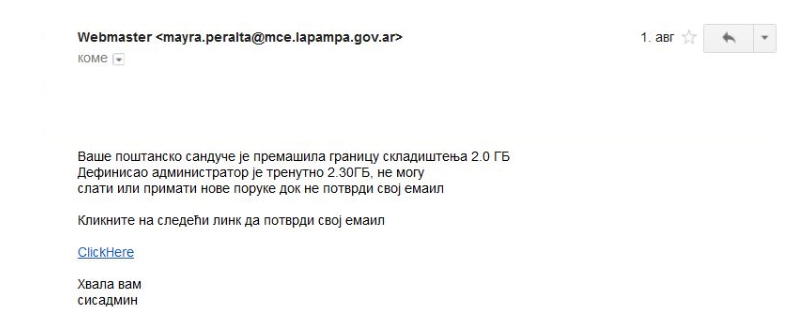 Webmaster <mayra.peralta@mce.lapampa.gov.ar>
1. авг
коме
Ваше поштанско сандуче је премашила границу складиштења 2.0 ГБ
Дефинисао администратор је тренутно 2.30ГБ, не могу
слати или примати нове поруке док не потврди свој емаил
Кликните на следећи линк да потврди свој емаил
ClickHere
Хвала вам
сисадмин